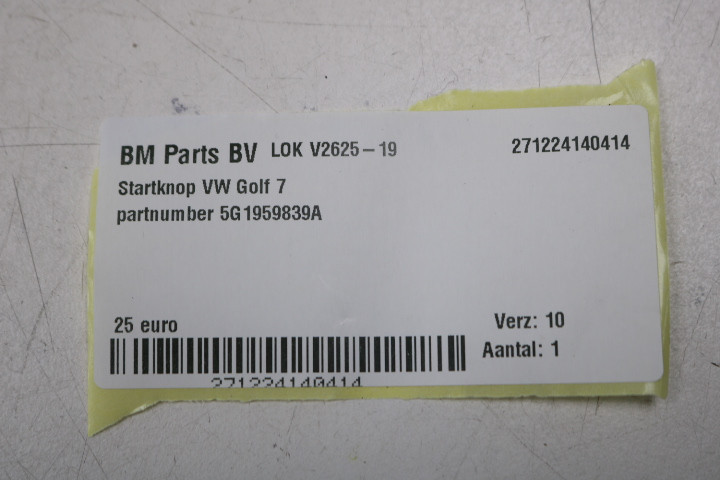 BM Parts BV LOK V2625-19 271224140414
Startknop VW Golf 7
partnumber 5G1959839A
25 euro Verz: 10
Aantal: 1
271224140414